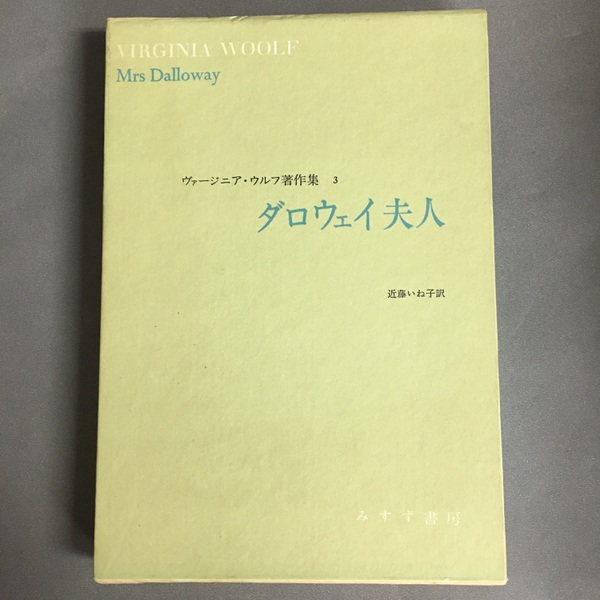 VIRGINIA WOOLF
Mrs Dalloway
ヴァージニア・ウルフ著作集 3
ダロウェイ夫人
近藤いね子訳
みすず書房